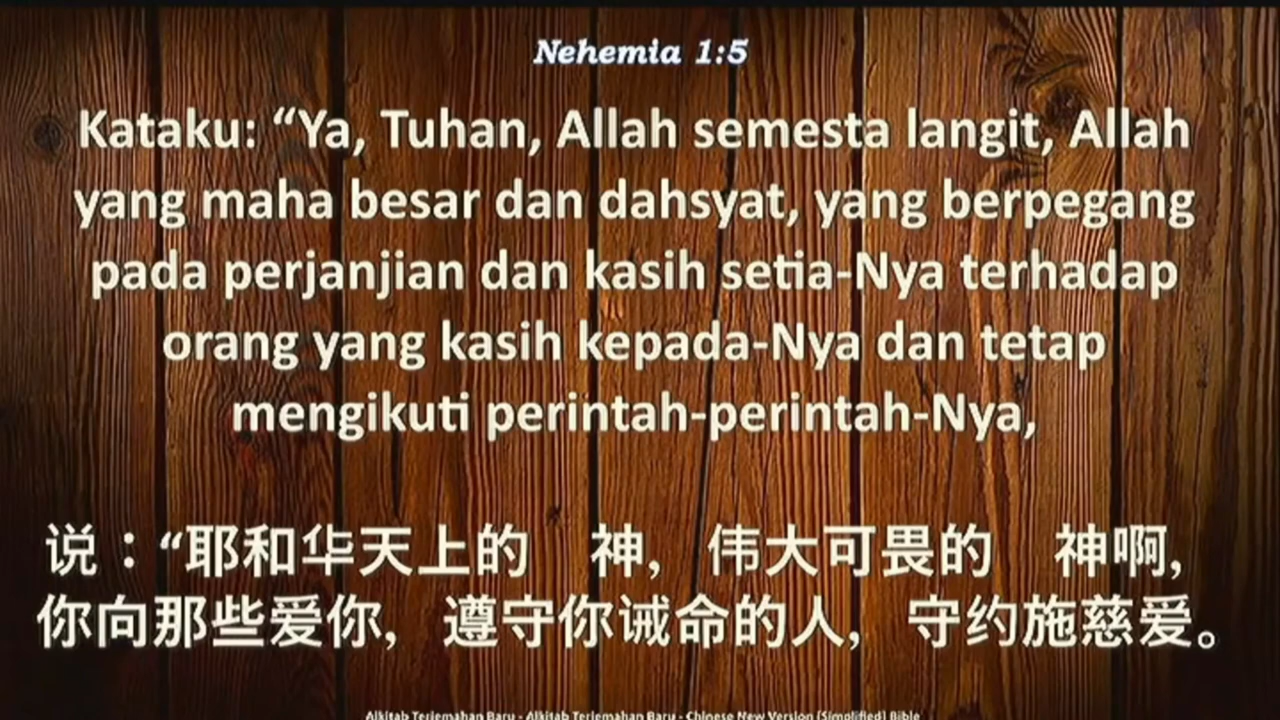 Nehemia 1:5
Kataku: “Ya, Tuhan, Allah semesta langit, Allah
yang maha besar dan dahsyat, yang berpegang
pada perjanjian dan kasih setia-Nya terhadap
orang yang kasih kepada-Nya dan tetap
mengikuti perintah-perintah-Nya,
说：“耶和华天上的　神，伟大可畏的　神啊，
你向那些爱你，遵守你诫命的人，守约施慈爱。
Alkitab Terjemahan Baru - Alkitab Terjemahan Baru - Chinese New Version (Simplified) Bible